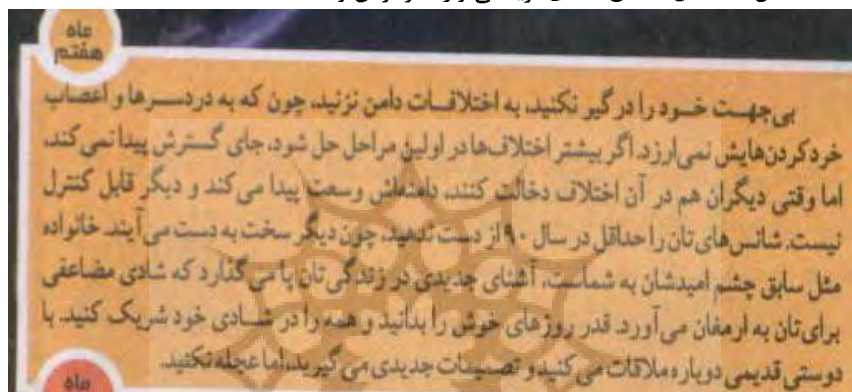 ماه
هفتم
بی‌جهت خود را درگیر نکنید، به اختلافات دامن نزنید، چون که به دردسرها و اعصاب
خردکردن‌هایش نمی‌ارزد. اگر بیشتر اختلاف‌ها در اولین مراحل حل شود، جای گسترش پیدا نمی‌کند،
اما وقتی دیگران هم در آن اختلاف دخالت کنند، دامنه‌اش وسعت پیدا می‌کند و دیگر قابل کنترل
نیست. شانس‌های‌تان را حداقل در سال ۹۰ از دست ندهید، چون دیگر سخت به دست می‌آیند. خانواده
مثل سابق چشم امیدشان به شماست. آشنای جدیدی در زندگی‌تان پا می‌گذارد که شادی مضاعفی
برای‌تان به ارمغان می‌آورد. قدر روزهای خوش را بدانید و همه را در شادی خود شریک کنید. با
دوستی قدیمی دوباره ملاقات می‌کنید و تصمیمات جدیدی می‌گیرید، اما عجله نکنید.
ماه